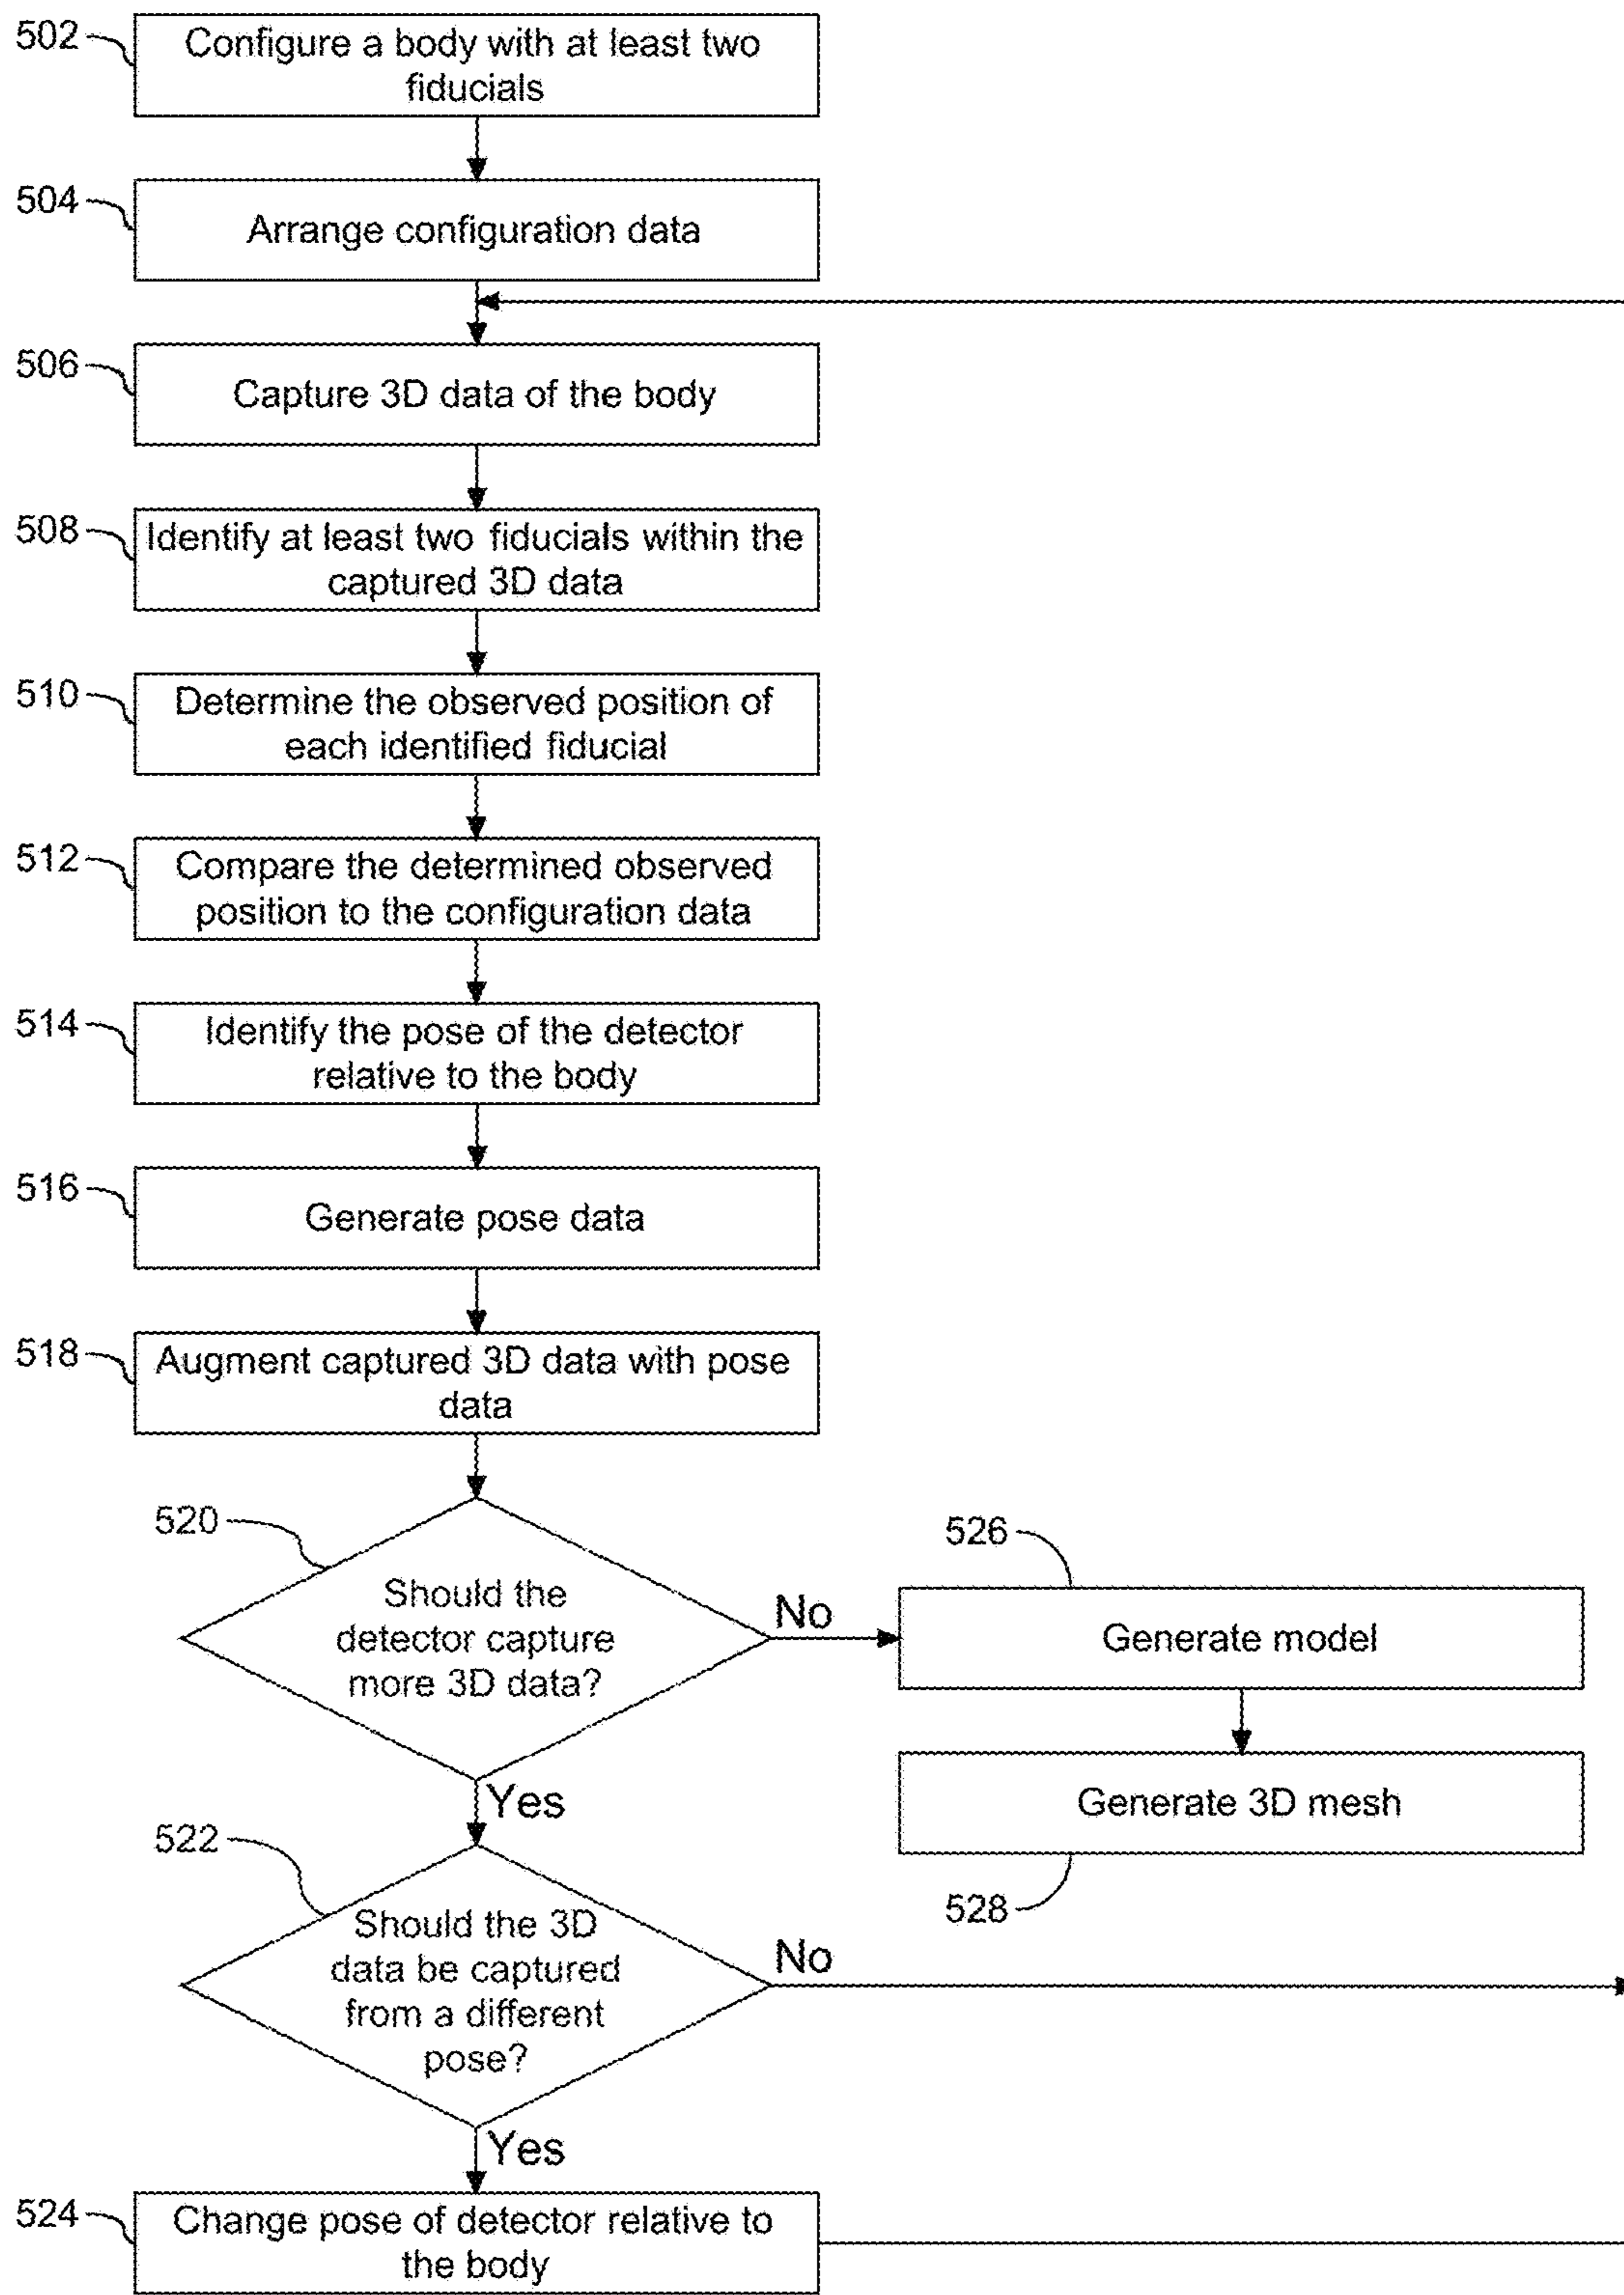 502
Configure a body with at least two
fiducials
504
Arrange configuration data
506
Capture 3D data of the body
508
Identify at least two fiducials within the
captured 3D data
510
Determine the observed position of
each identified fiducial
512
Compare the determined observed
position to the configuration data
514
Identify the pose of the detector
relative to the body
516
Generate pose data
518
Augment captured 3D data with pose
data
520
Should the
detector capture
more 3D data?
No
526
Generate model
Yes
Generate 3D mesh
528
522
Should the 3D
data be captured
from a different
pose?
No
Yes
524
Change pose of detector relative to
the body